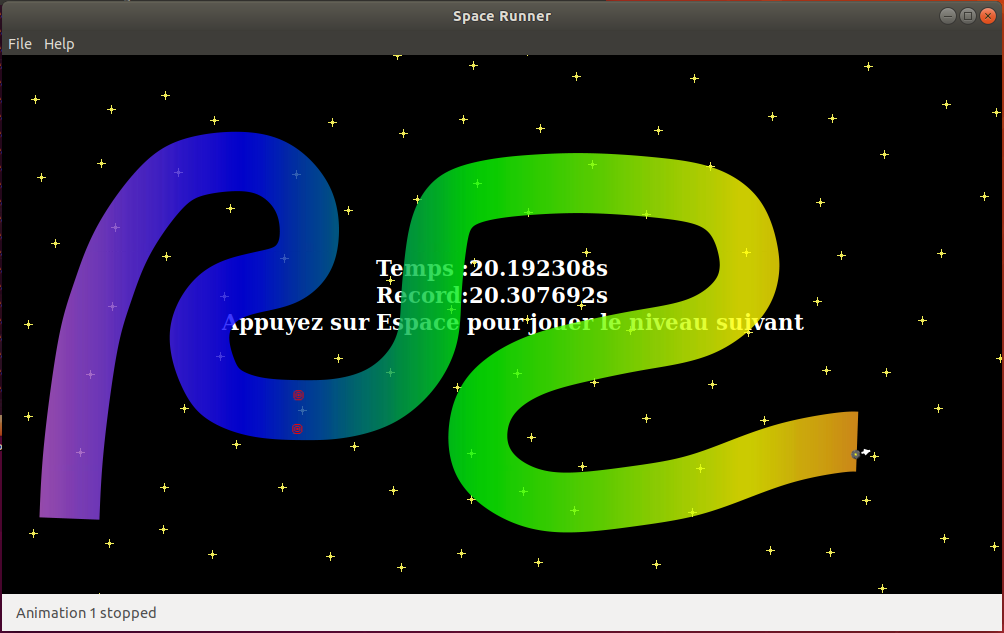 Space Runner
File Help
Temps :20.192308s
Record:20.307692s
Appuyez sur Espace pour jouer le niveau suivant
Animation 1 stopped